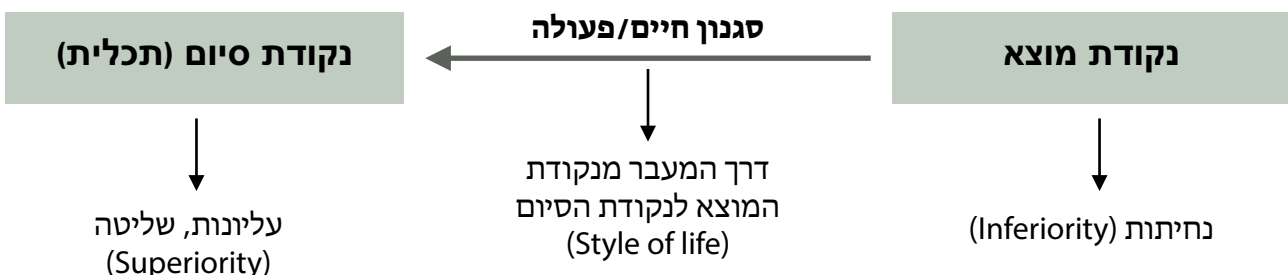 סגנון חיים/פעולה
נקודת מוצא
נקודת סיום (תכלית)
נחיתות (Inferiority)
דרך המעבר מנקודת
המוצא לנקודת הסיום
(Style of life)
עליונות, שליטה
(Superiority)